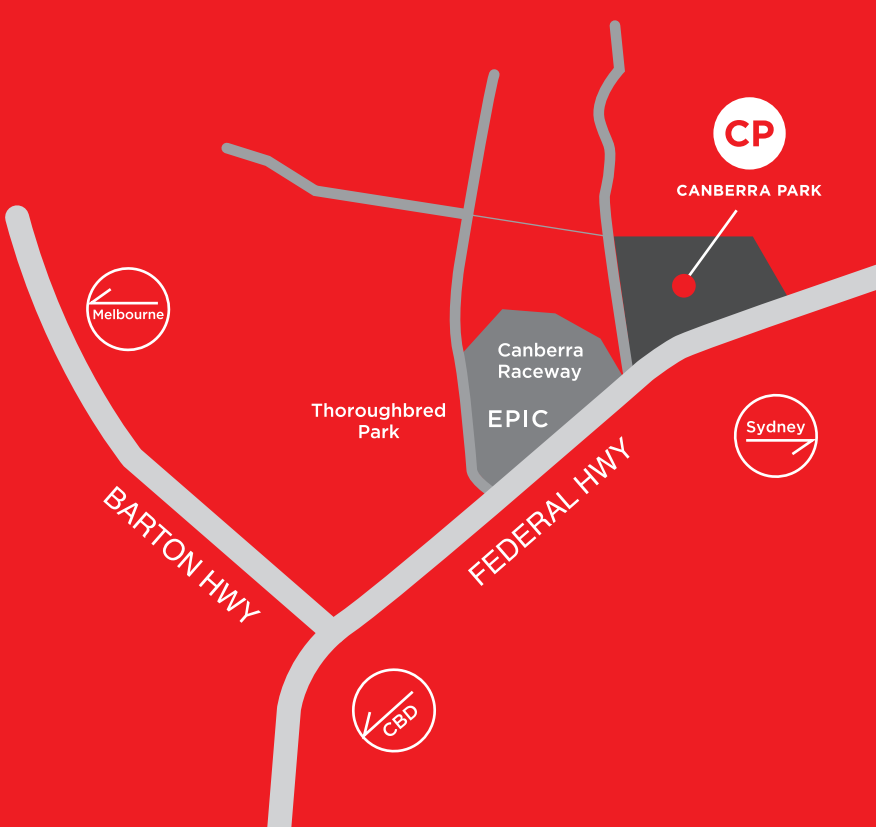 CP
CANBERRA PARK
Melbourne
Canberra
Raceway
Thoroughbred
Park
EPIC
Sydney
BARTON HWY
FEDERAL HWY
CBD